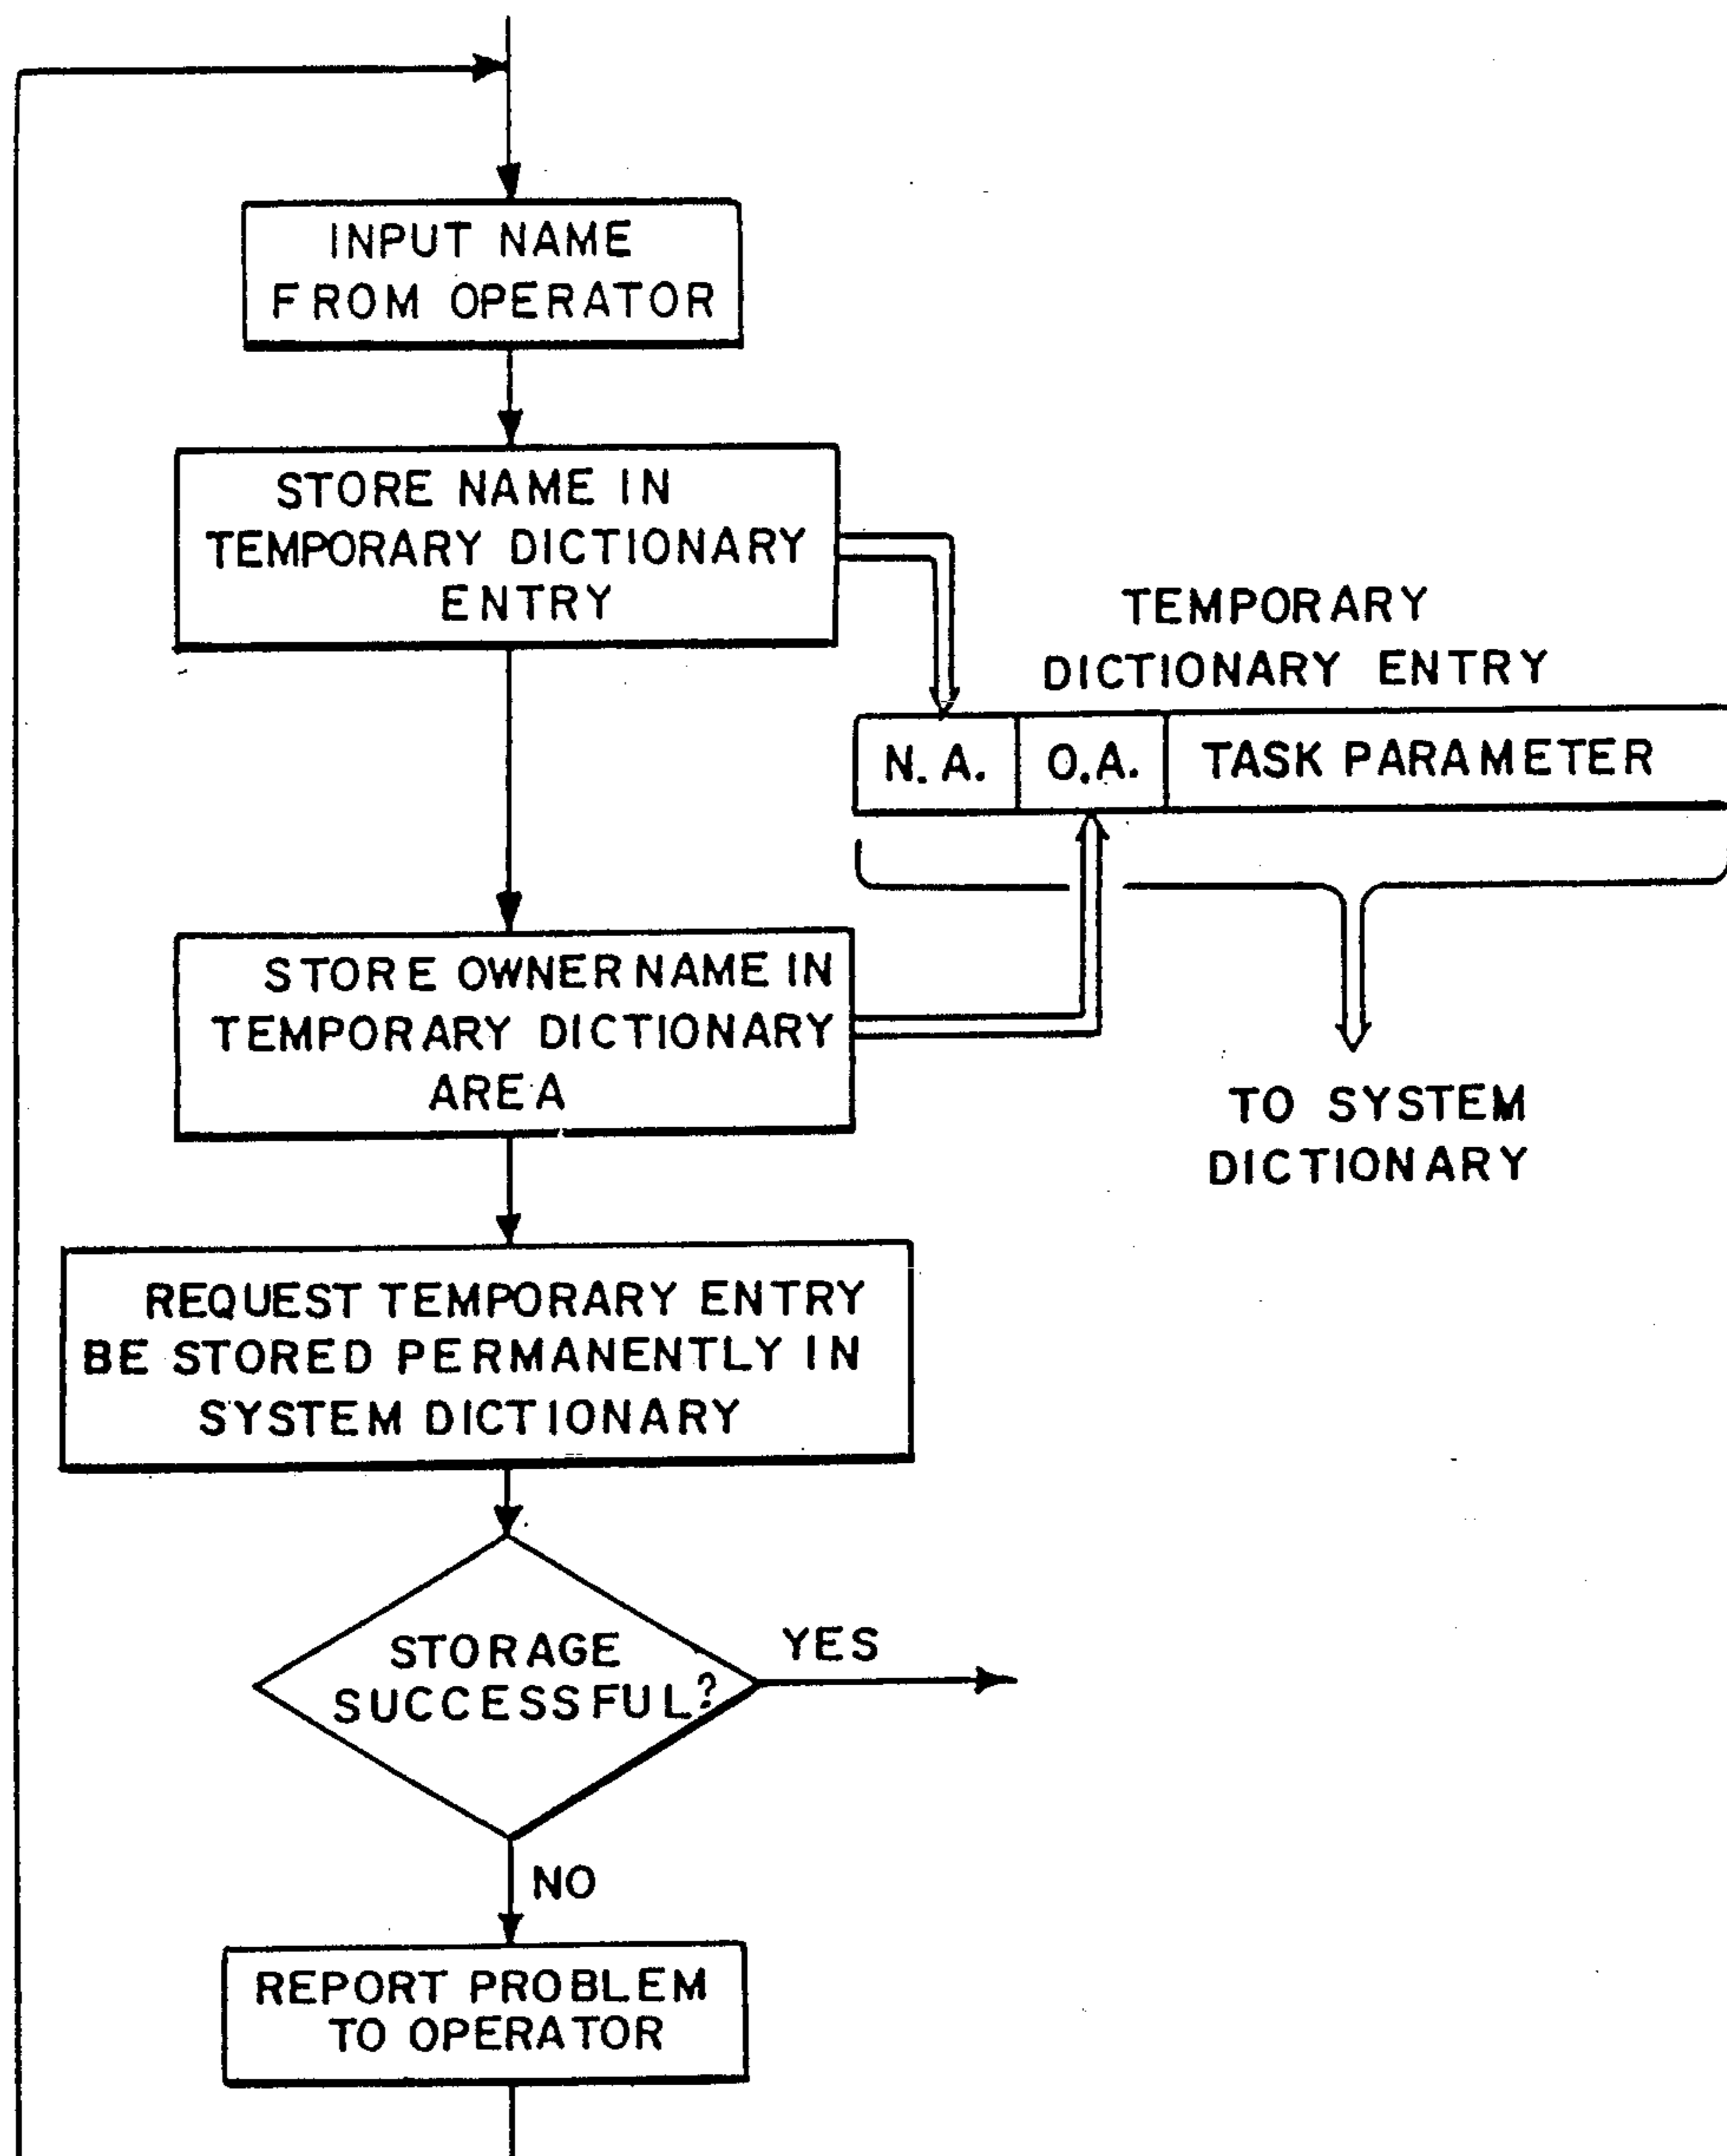 INPUT NAME
FROM OPERATOR
STORE NAME IN
TEMPORARY DICTIONARY
ENTRY
TEMPORARY
DICTIONARY ENTRY
N.A. O.A. TASK PARAMETER
STORE OWNER NAME IN
TEMPORARY DICTIONARY
AREA
TO SYSTEM
DICTIONARY
REQUEST TEMPORARY ENTRY
BE STORED PERMANENTLY IN
SYSTEM DICTIONARY
STORAGE
SUCCESSFUL?
YES
NO
REPORT PROBLEM
TO OPERATOR